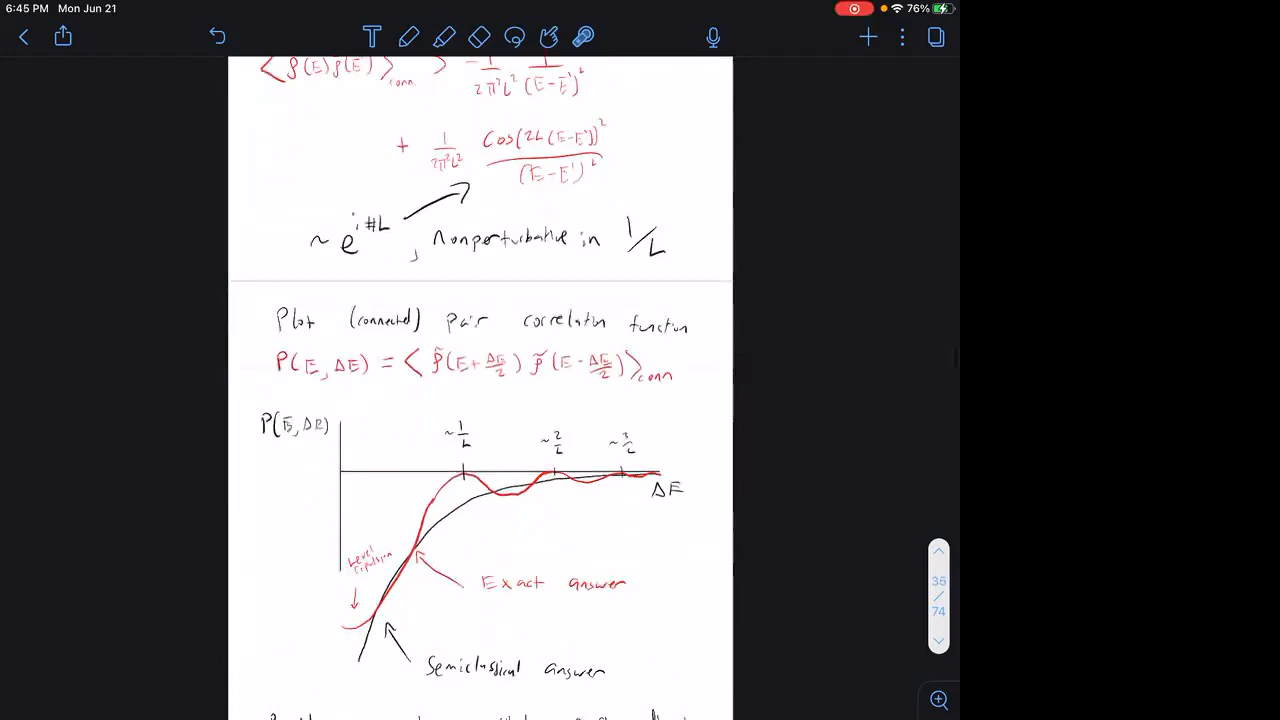 6:45 PM Mon Jun 21
76%
⟨ρ(E)ρ(E')⟩conn. > -1/2π²L² 1/(E-E')²
+ 1/2π²L² Cos(2L(E-E'))²/(E-E')²
~ e^{i#L}, Nonperturbative in 1/L
Plot (connected) pair correlation function
P(E, ΔE) = ⟨ρ̃(E+ΔE/2) ρ̃(E-ΔE/2)⟩conn
P(E, ΔE)
~1/L ~2/L ~3/L
ΔE
Level repulsion
Exact answer
Semiclassical answer
35 / 74